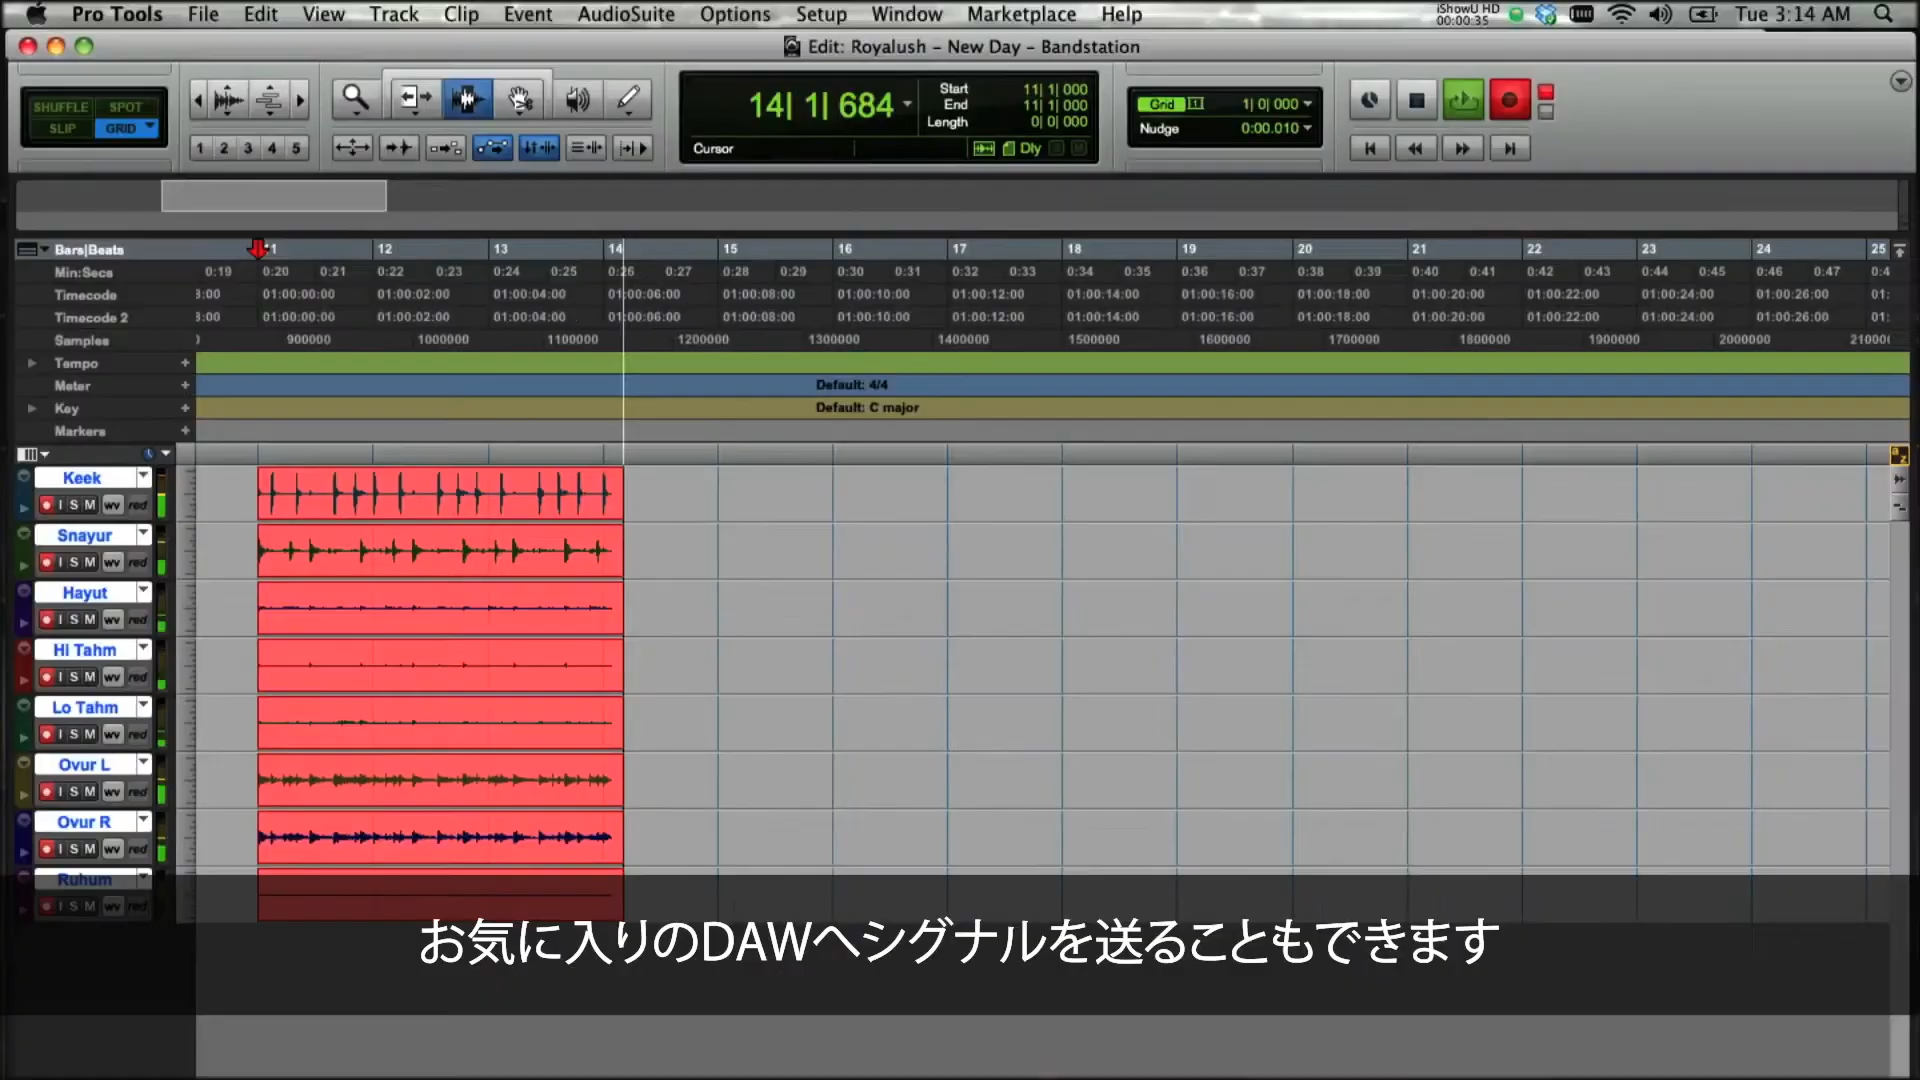 Pro Tools File Edit View Track Clip Event AudioSuite Options Setup Window Marketplace Help iShowU HD 00:00:35 Tue 3:14 AM
Edit: Royalush – New Day – Bandstation
SHUFFLE SPOT
SLIP GRID
1 2 3 4 5
14| 1| 684
Start 11| 1| 000
End 11| 1| 000
Length 0| 0| 000
Cursor Dly
Grid 1| 0| 000
Nudge 0:00.010
Bars|Beats 11 12 13 14 15 16 17 18 19 20 21 22 23 24 25
Min:Secs 0:19 0:20 0:21 0:22 0:23 0:24 0:25 0:26 0:27 0:28 0:29 0:30 0:31 0:32 0:33 0:34 0:35 0:36 0:37 0:38 0:39 0:40 0:41 0:42 0:43 0:44 0:45 0:46 0:47 0:4
Timecode 3:00 01:00:00:00 01:00:02:00 01:00:04:00 01:00:06:00 01:00:08:00 01:00:10:00 01:00:12:00 01:00:14:00 01:00:16:00 01:00:18:00 01:00:20:00 01:00:22:00 01:00:24:00 01:00:26:00 01:
Timecode 2 3:00 01:00:00:00 01:00:02:00 01:00:04:00 01:00:06:00 01:00:08:00 01:00:10:00 01:00:12:00 01:00:14:00 01:00:16:00 01:00:18:00 01:00:20:00 01:00:22:00 01:00:24:00 01:00:26:00 01:
Samples 900000 1000000 1100000 1200000 1300000 1400000 1500000 1600000 1700000 1800000 1900000 2000000 210000
Tempo
Meter Default: 4/4
Key Default: C major
Markers
Keek
I S M wv red
Snayur
I S M wv red
Hayut
I S M wv red
Hi Tahm
I S M wv red
Lo Tahm
I S M wv red
Ovur L
I S M wv red
Ovur R
I S M wv red
Ruhum
I S M wv red
お気に入りのDAWへシグナルを送ることもできます